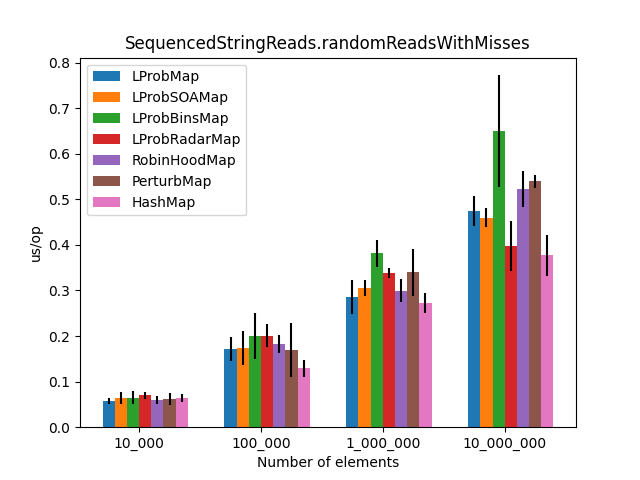 SequencedStringReads.randomReadsWithMisses
0.8
0.7
0.6
0.5
0.4
0.3
0.2
0.1
0.0
us/op
LProbMap
LProbSOAMap
LProbBinsMap
LProbRadarMap
RobinHoodMap
PerturbMap
HashMap
10_000
100_000
1_000_000
10_000_000
Number of elements